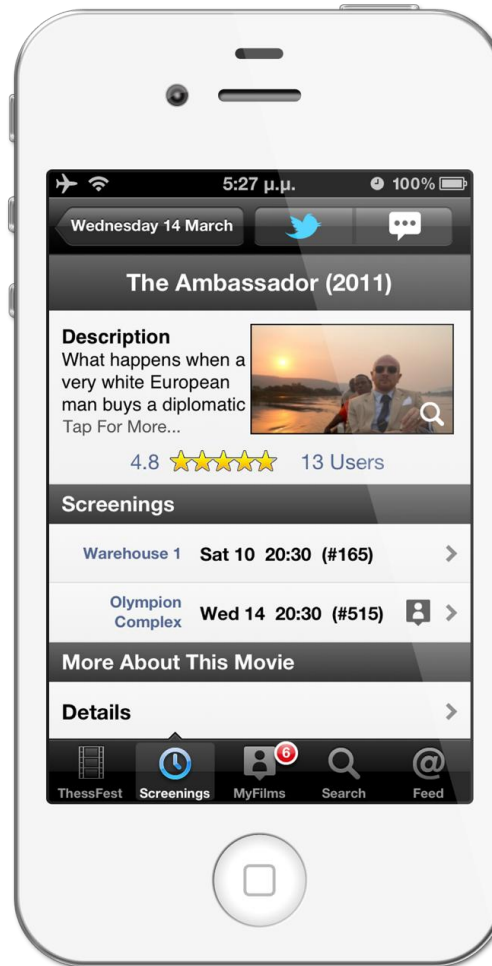 5:27 μ.μ.
100%
Wednesday 14 March
The Ambassador (2011)
Description
What happens when a
very white European
man buys a diplomatic
Tap For More...
4.8
13 Users
Screenings
Warehouse 1
Sat 10 20:30 (#165)
Olympion
Complex
Wed 14 20:30 (#515)
More About This Movie
Details
6
ThessFest
Screenings
MyFilms
Search
@
Feed